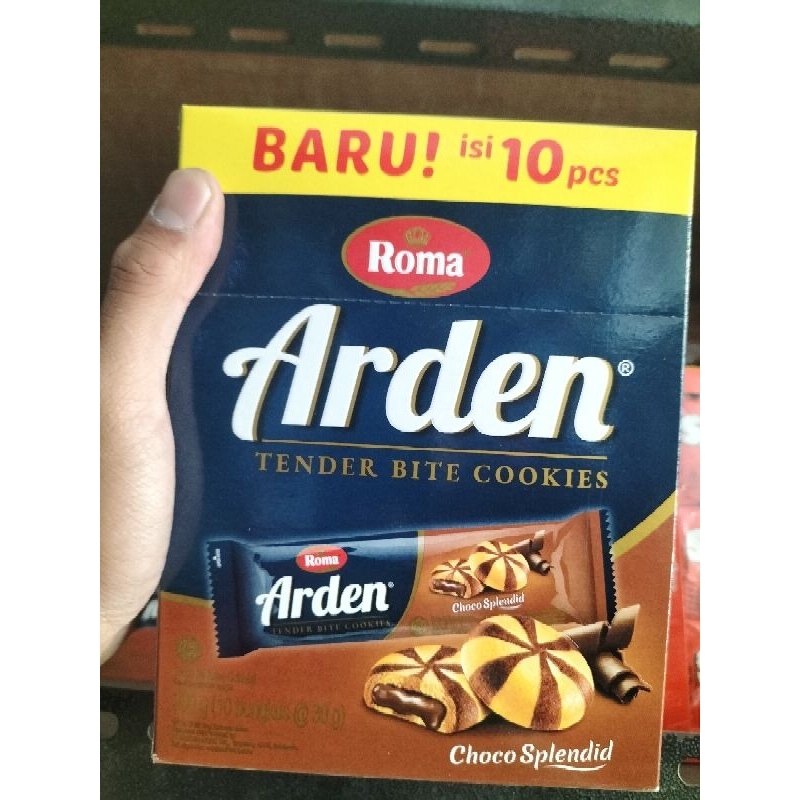 BARU! isi 10 pcs
Roma
Arden®
TENDER BITE COOKIES
Roma
Arden®
TENDER BITE COOKIES
Choco Splendid
Choco Splendid